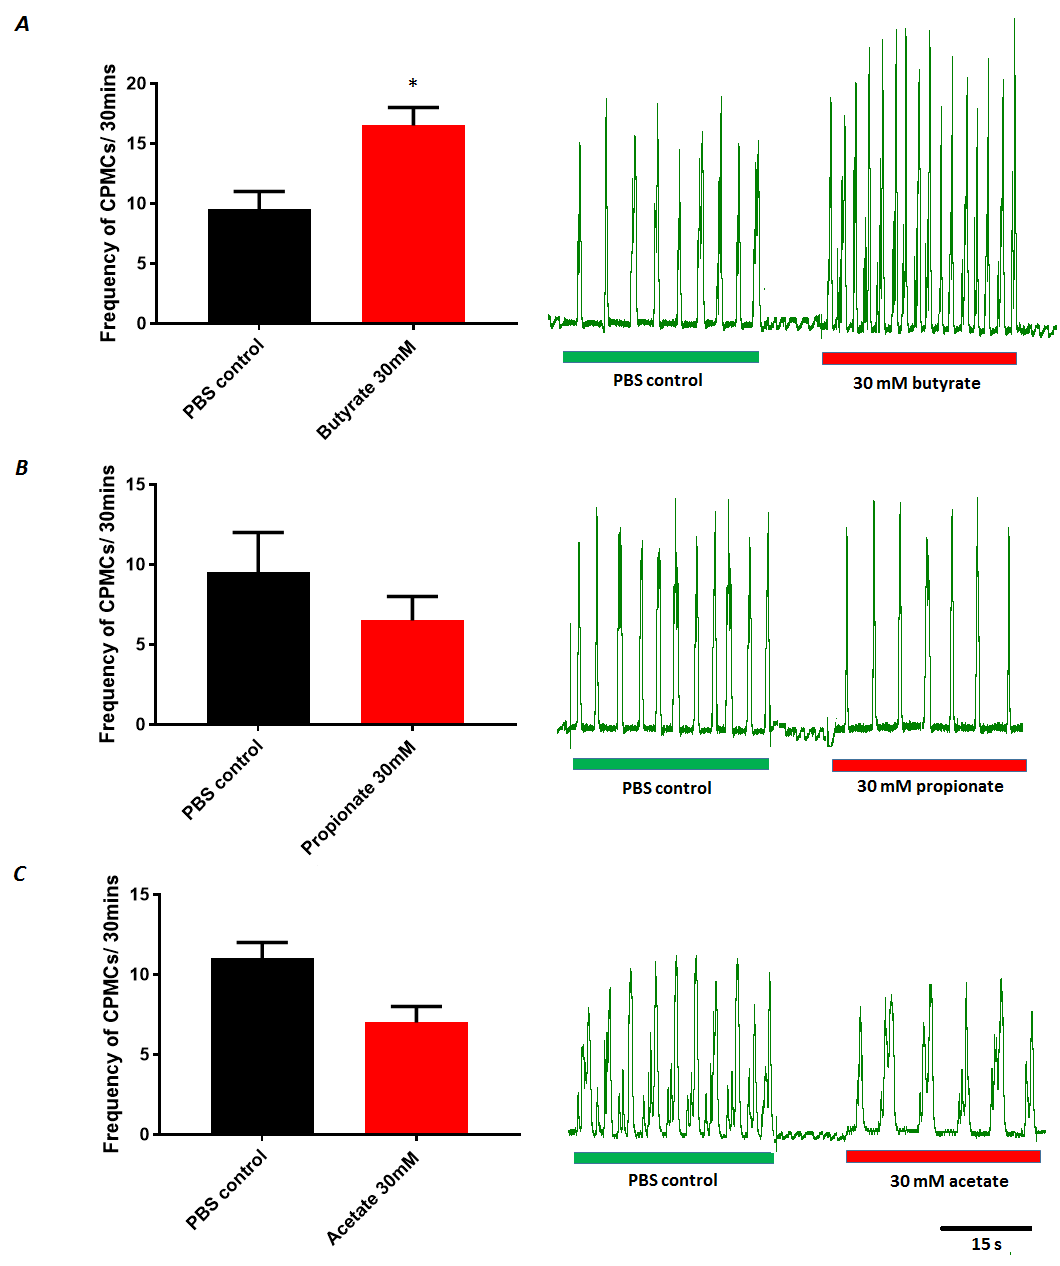 A
Frequency of CPMCs/ 30mins
20
15
10
5
0
*
PBS control
Butyrate 30mM
PBS control
30 mM butyrate
B
Frequency of CPMCs/ 30mins
15
10
5
0
PBS control
Propionate 30mM
PBS control
30 mM propionate
C
Frequency of CPMCs/ 30mins
15
10
5
0
PBS control
Acetate 30mM
PBS control
30 mM acetate
15 s